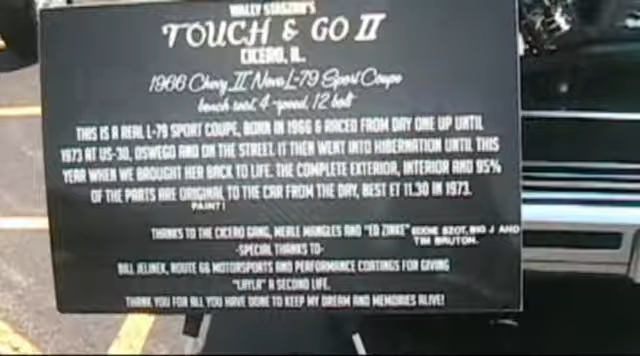 WALLY STASZAK'S
TOUCH & GO II
CICERO, IL.
1966 Chevy II Nova L-79 Sport Coupe
bench seat, 4-speed, 12 bolt
THIS IS A REAL L-79 SPORT COUPE, BORN IN 1966 & RACED FROM DAY ONE UP UNTIL
1973 AT US-30, OSWEGO AND ON THE STREET. IT THEN WENT INTO HIBERNATION UNTIL THIS
YEAR WHEN WE BROUGHT HER BACK TO LIFE. THE COMPLETE EXTERIOR, INTERIOR AND 95%
OF THE PARTS ARE ORIGINAL TO THE CAR FROM THE DAY, BEST ET 11.30 IN 1973.
PAINT!
THANKS TO THE CICERO GANG, MERLE MANGLES AND "ED ZINKE" EDDIE SZOT, BIG J AND
TIM BRUTON.
-SPECIAL THANKS TO-
BILL JELINEK, ROUTE 66 MOTORSPORTS AND PERFORMANCE COATINGS FOR GIVING
"LAYLA" A SECOND LIFE.
THANK YOU FOR ALL YOU HAVE DONE TO KEEP MY DREAM AND MEMORIES ALIVE!